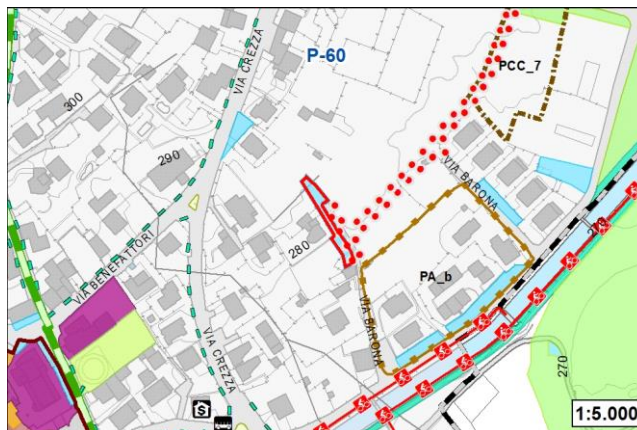 P-60
PCC_7
VIA CREZZA
300
290
VIA BENEFATTORI
VIA BARONA
280
PA_b
270
VIA BARONA
VIA CREZZA
270
S
1:5.000